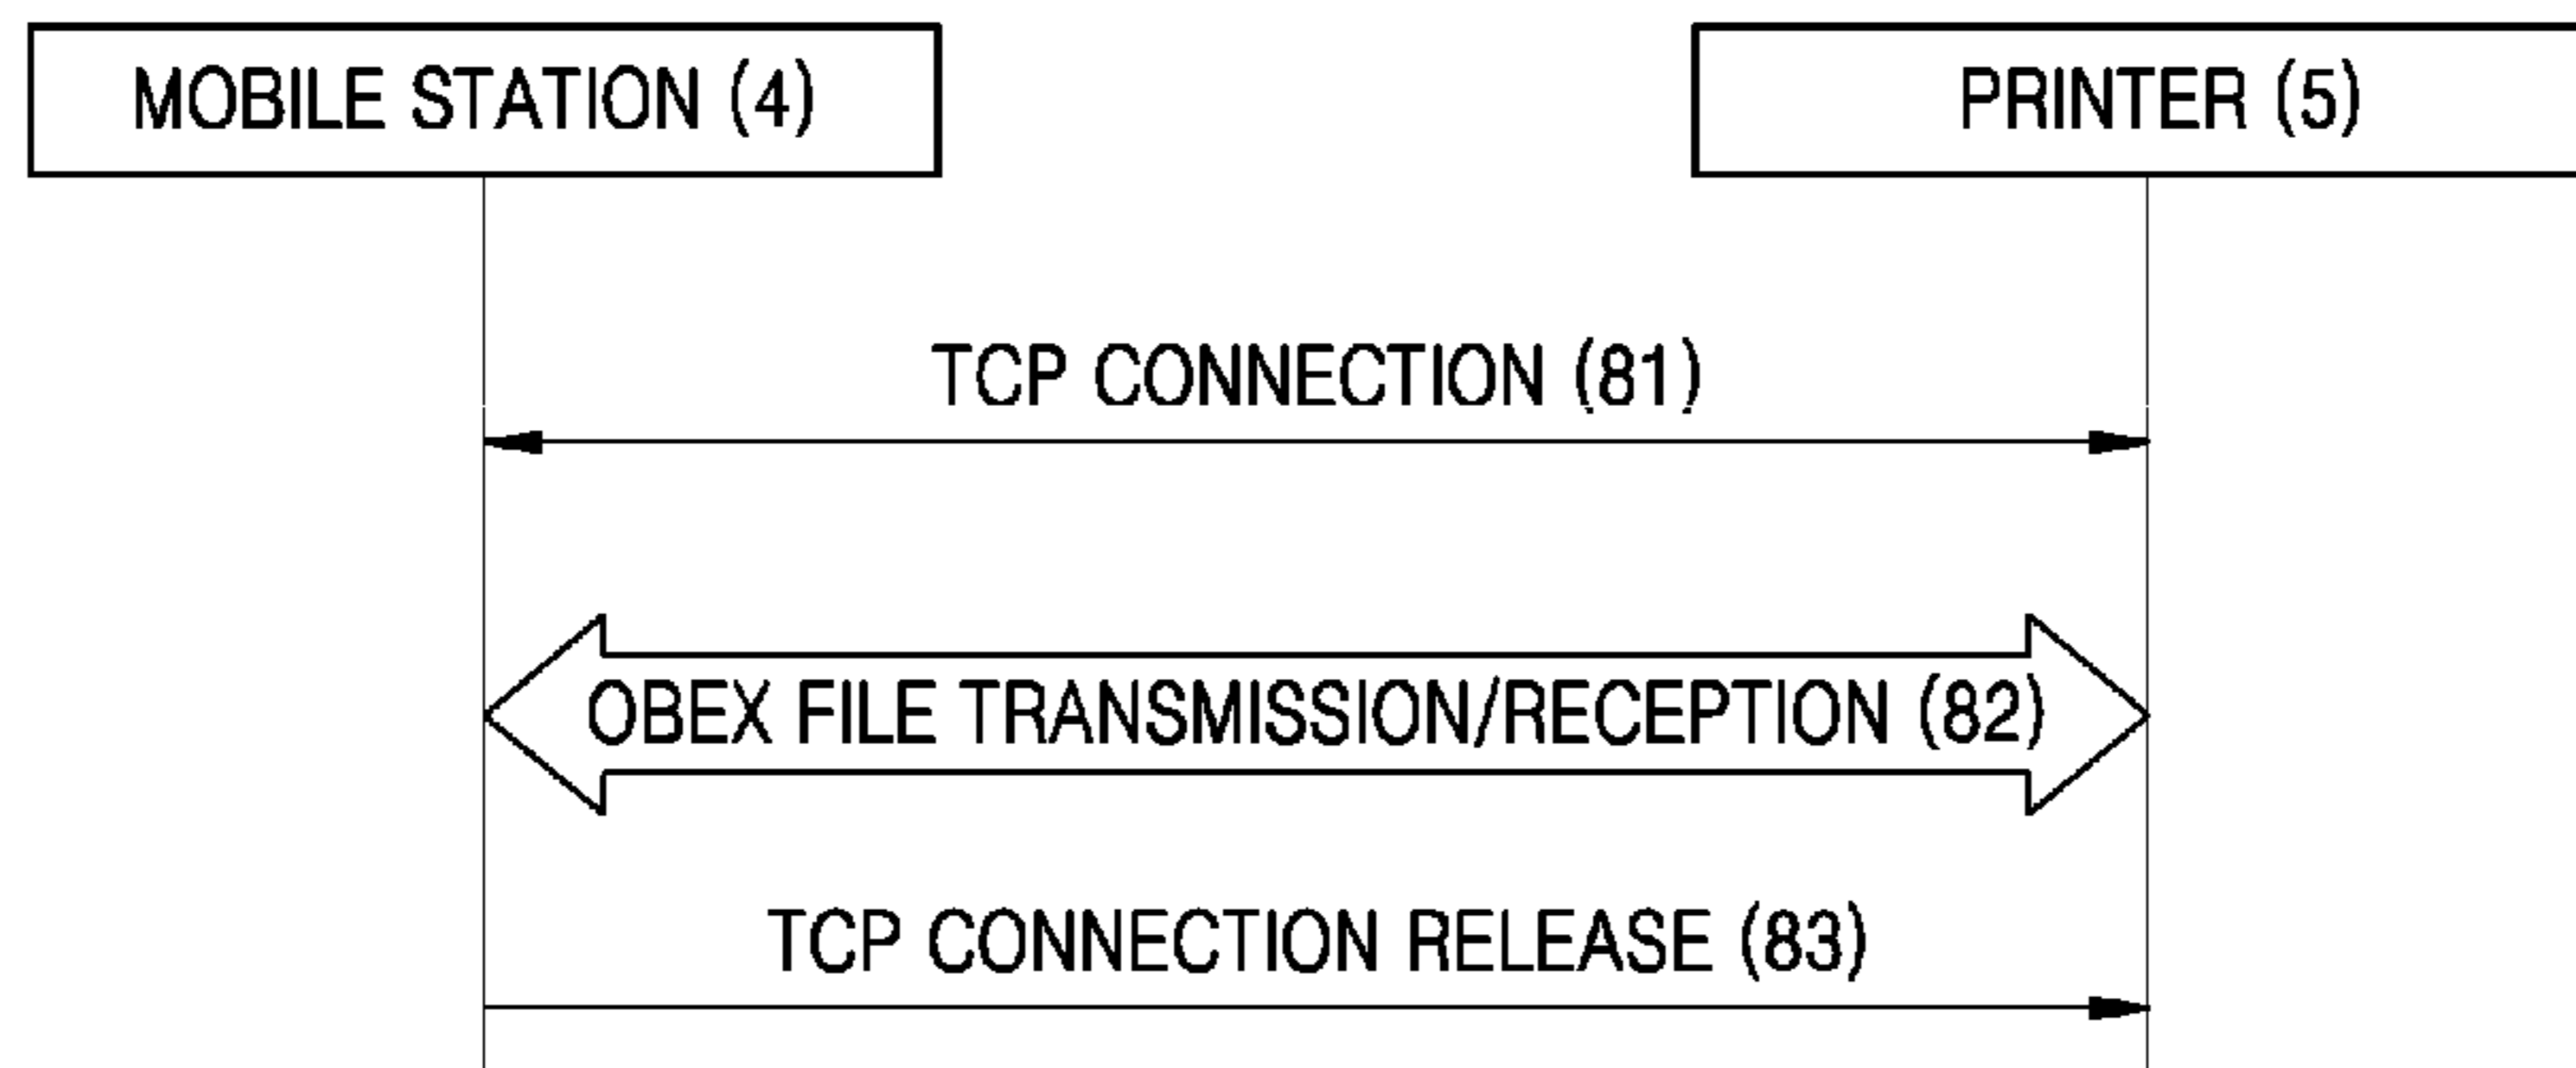 MOBILE STATION (4)
PRINTER (5)
TCP CONNECTION (81)
OBEX FILE TRANSMISSION/RECEPTION (82)
TCP CONNECTION RELEASE (83)